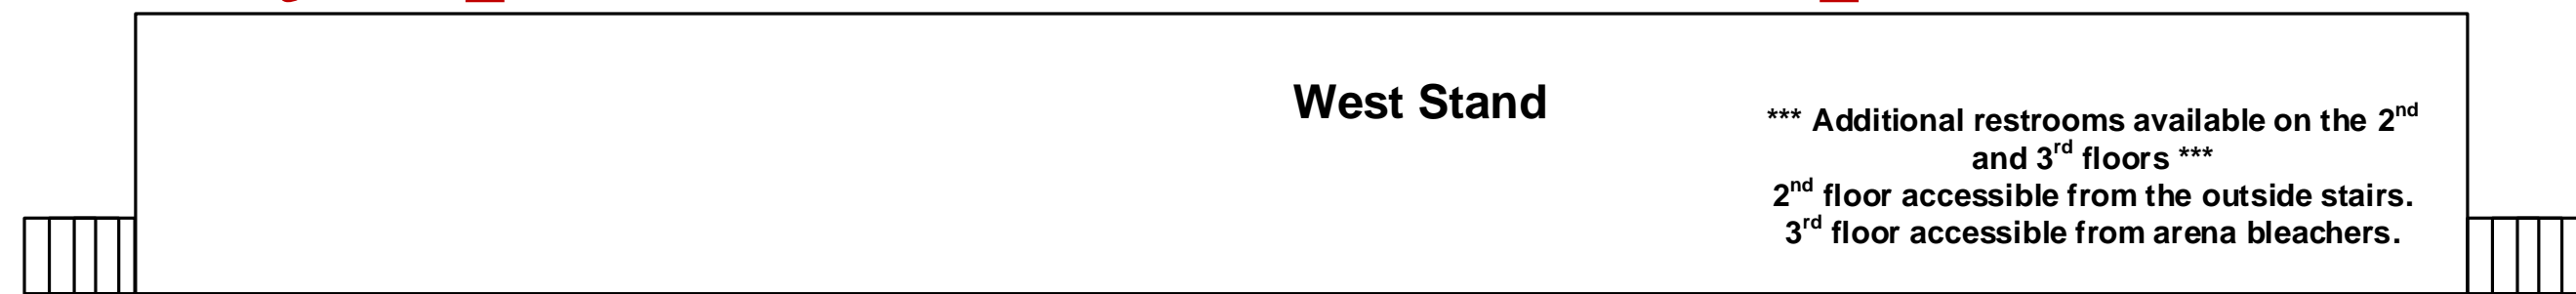 West Stand
*** Additional restrooms available on the 2nd
and 3rd floors ***
2nd floor accessible from the outside stairs.
3rd floor accessible from arena bleachers.